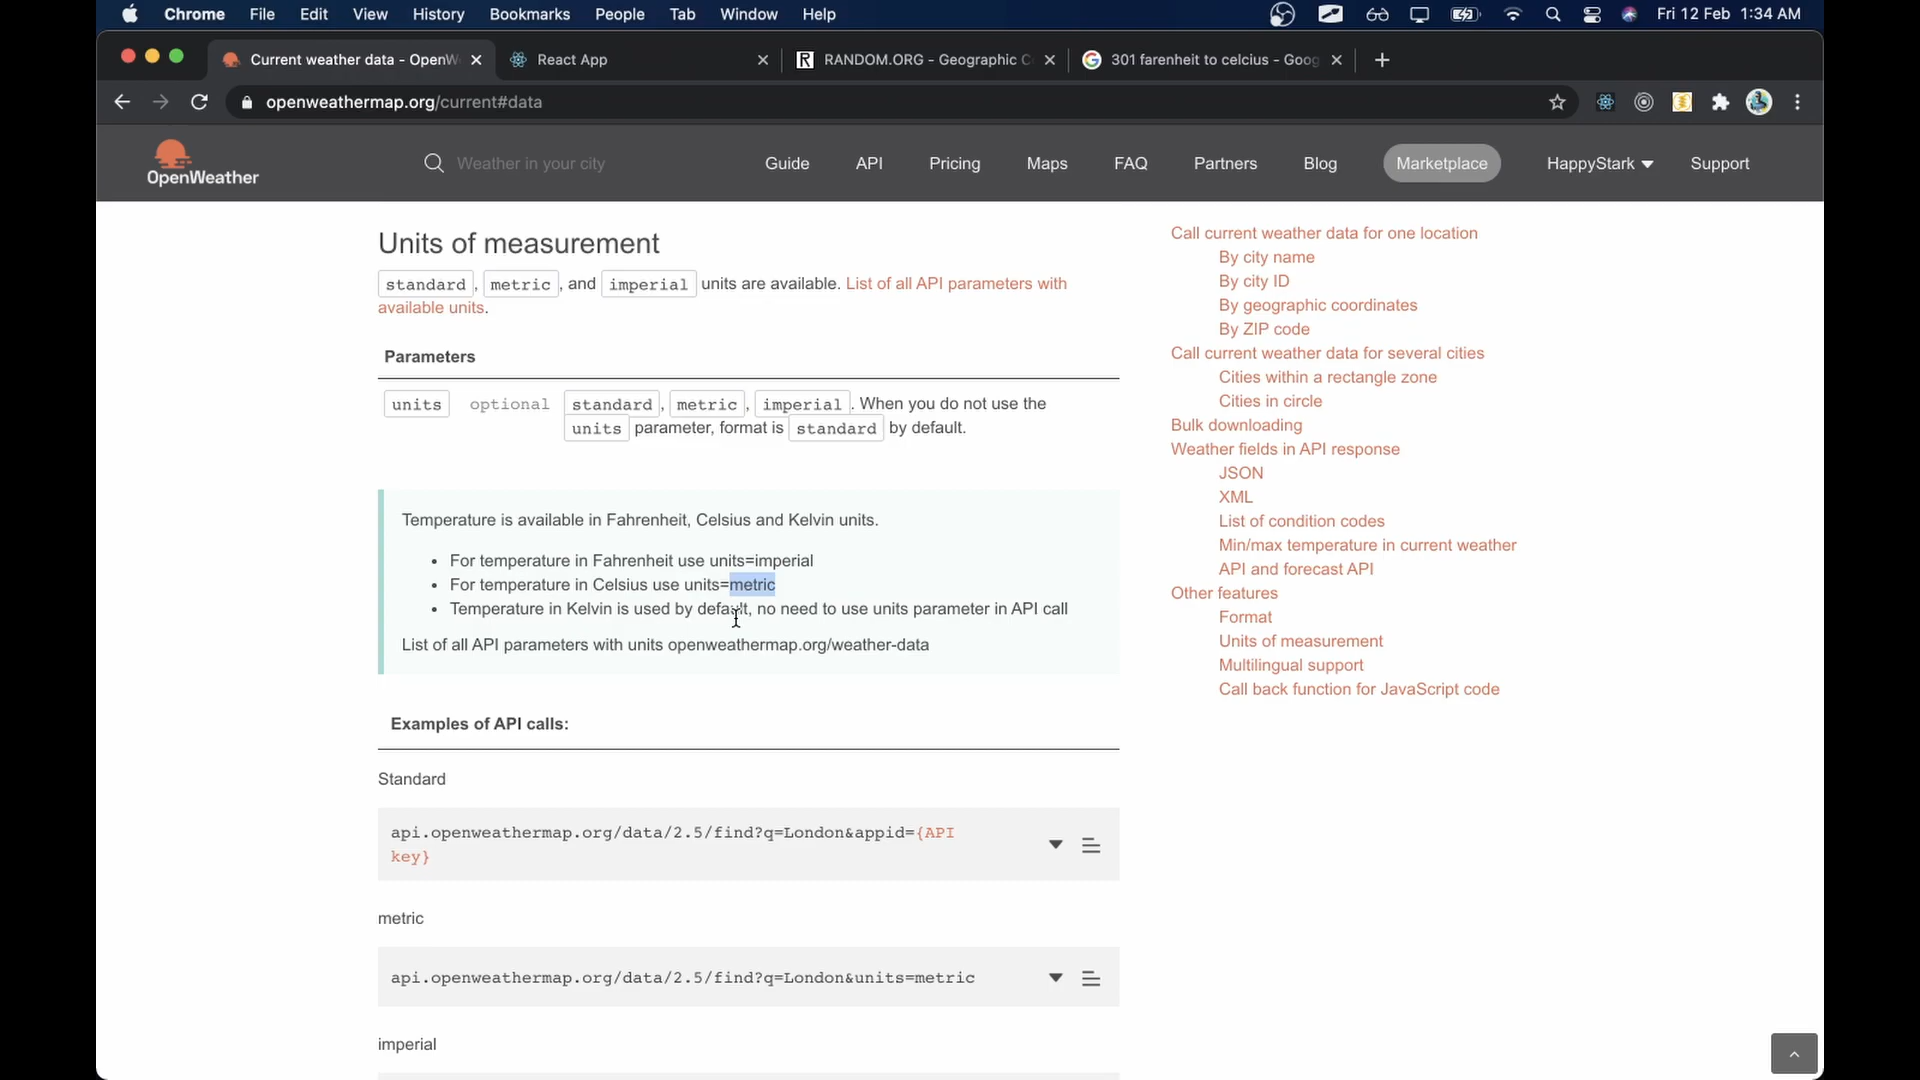 Chrome File Edit View History Bookmarks People Tab Window Help Fri 12 Feb 1:34 AM
Current weather data - OpenW React App RANDOM.ORG - Geographic C 301 farenheit to celcius - Goog
openweathermap.org/current#data
OpenWeather Weather in your city Guide API Pricing Maps FAQ Partners Blog Marketplace HappyStark Support
Units of measurement
standard, metric, and imperial units are available. List of all API parameters with
available units.
Parameters
units optional standard, metric, imperial. When you do not use the
units parameter, format is standard by default.
Temperature is available in Fahrenheit, Celsius and Kelvin units.
• For temperature in Fahrenheit use units=imperial
• For temperature in Celsius use units=metric
• Temperature in Kelvin is used by default, no need to use units parameter in API call
List of all API parameters with units openweathermap.org/weather-data
Examples of API calls:
Standard
api.openweathermap.org/data/2.5/find?q=London&appid={API
key}
metric
api.openweathermap.org/data/2.5/find?q=London&units=metric
imperial
Call current weather data for one location
By city name
By city ID
By geographic coordinates
By ZIP code
Call current weather data for several cities
Cities within a rectangle zone
Cities in circle
Bulk downloading
Weather fields in API response
JSON
XML
List of condition codes
Min/max temperature in current weather
API and forecast API
Other features
Format
Units of measurement
Multilingual support
Call back function for JavaScript code